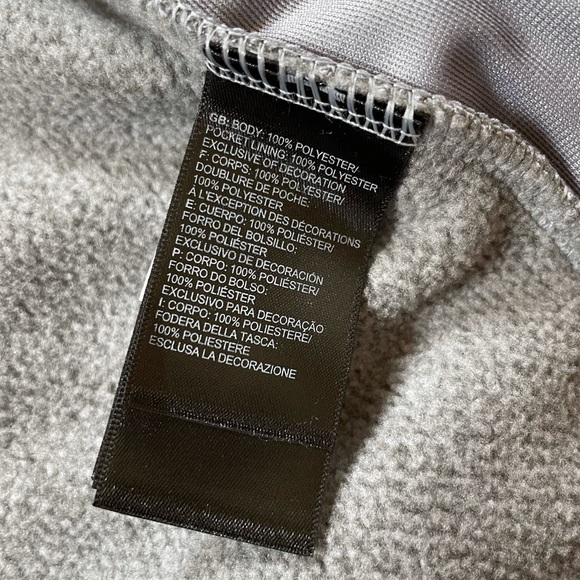 GB: BODY: 100% POLYESTER/
POCKET LINING: 100% POLYESTER
EXCLUSIVE OF DECORATION
F: CORPS: 100% POLYESTER/
DOUBLURE DE POCHE:
100% POLYESTER
À L'EXCEPTION DES DÉCORATIONS
E: CUERPO: 100% POLIÉSTER/
FORRO DEL BOLSILLO:
100% POLIÉSTER
EXCLUSIVO DE DECORACIÓN
P: CORPO: 100% POLIÉSTER/
FORRO DO BOLSO:
100% POLIÉSTER
EXCLUSIVO PARA DECORAÇÃO
I: CORPO: 100% POLIESTERE/
FODERA DELLA TASCA:
100% POLIESTERE
ESCLUSA LA DECORAZIONE